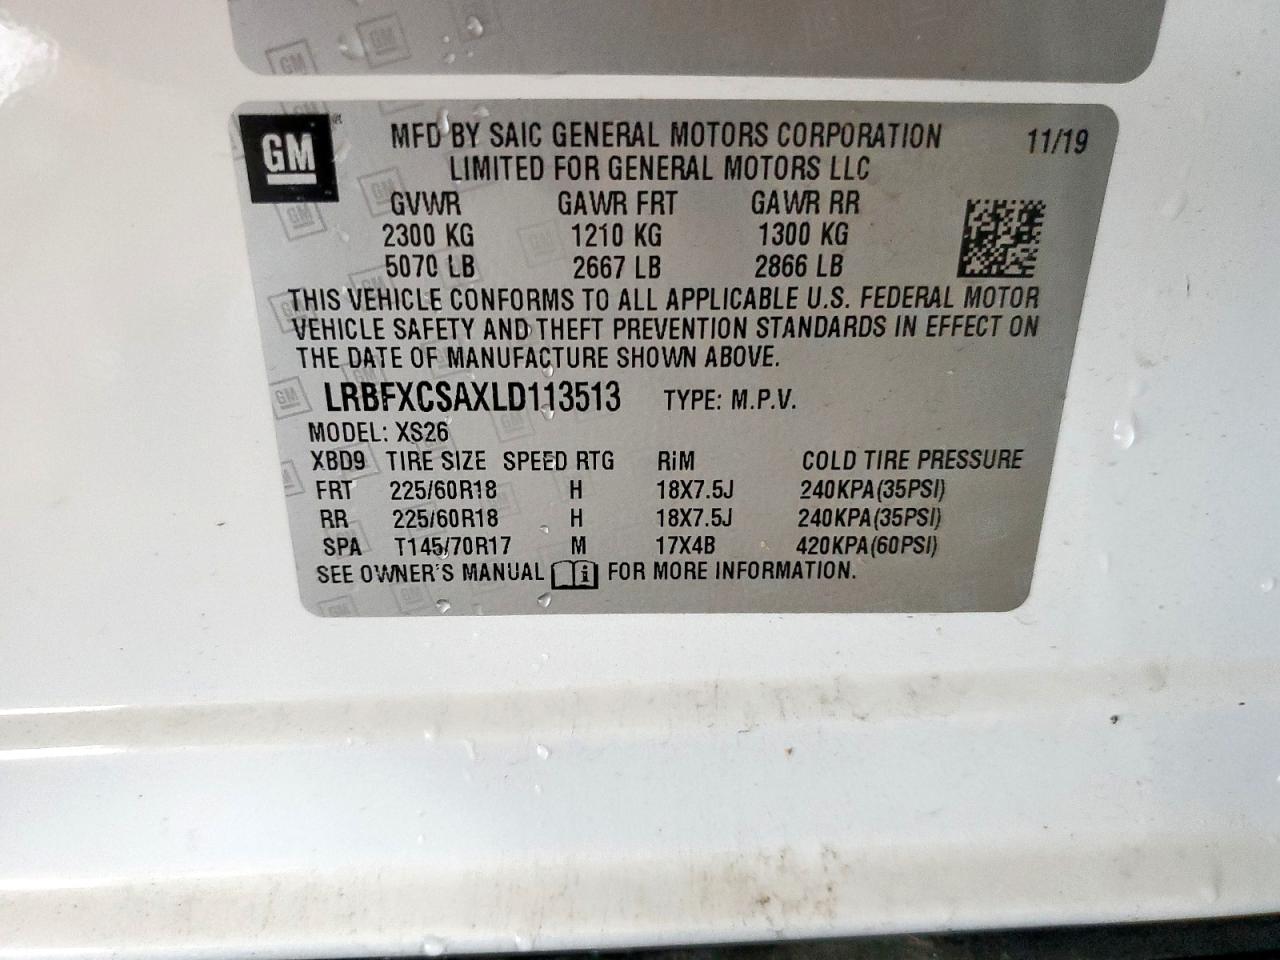 GM
MFD BY SAIC GENERAL MOTORS CORPORATION 11/19
LIMITED FOR GENERAL MOTORS LLC
GVWR GAWR FRT GAWR RR
2300 KG 1210 KG 1300 KG
5070 LB 2667 LB 2866 LB
THIS VEHICLE CONFORMS TO ALL APPLICABLE U.S. FEDERAL MOTOR
VEHICLE SAFETY AND THEFT PREVENTION STANDARDS IN EFFECT ON
THE DATE OF MANUFACTURE SHOWN ABOVE.
LRBFXCSAXLD113513 TYPE: M.P.V.
MODEL: XS26
XBD9 TIRE SIZE SPEED RTG RiM COLD TIRE PRESSURE
FRT 225/60R18 H 18X7.5J 240KPA(35PSI)
RR 225/60R18 H 18X7.5J 240KPA(35PSI)
SPA T145/70R17 M 17X4B 420KPA(60PSI)
SEE OWNER'S MANUAL i FOR MORE INFORMATION.